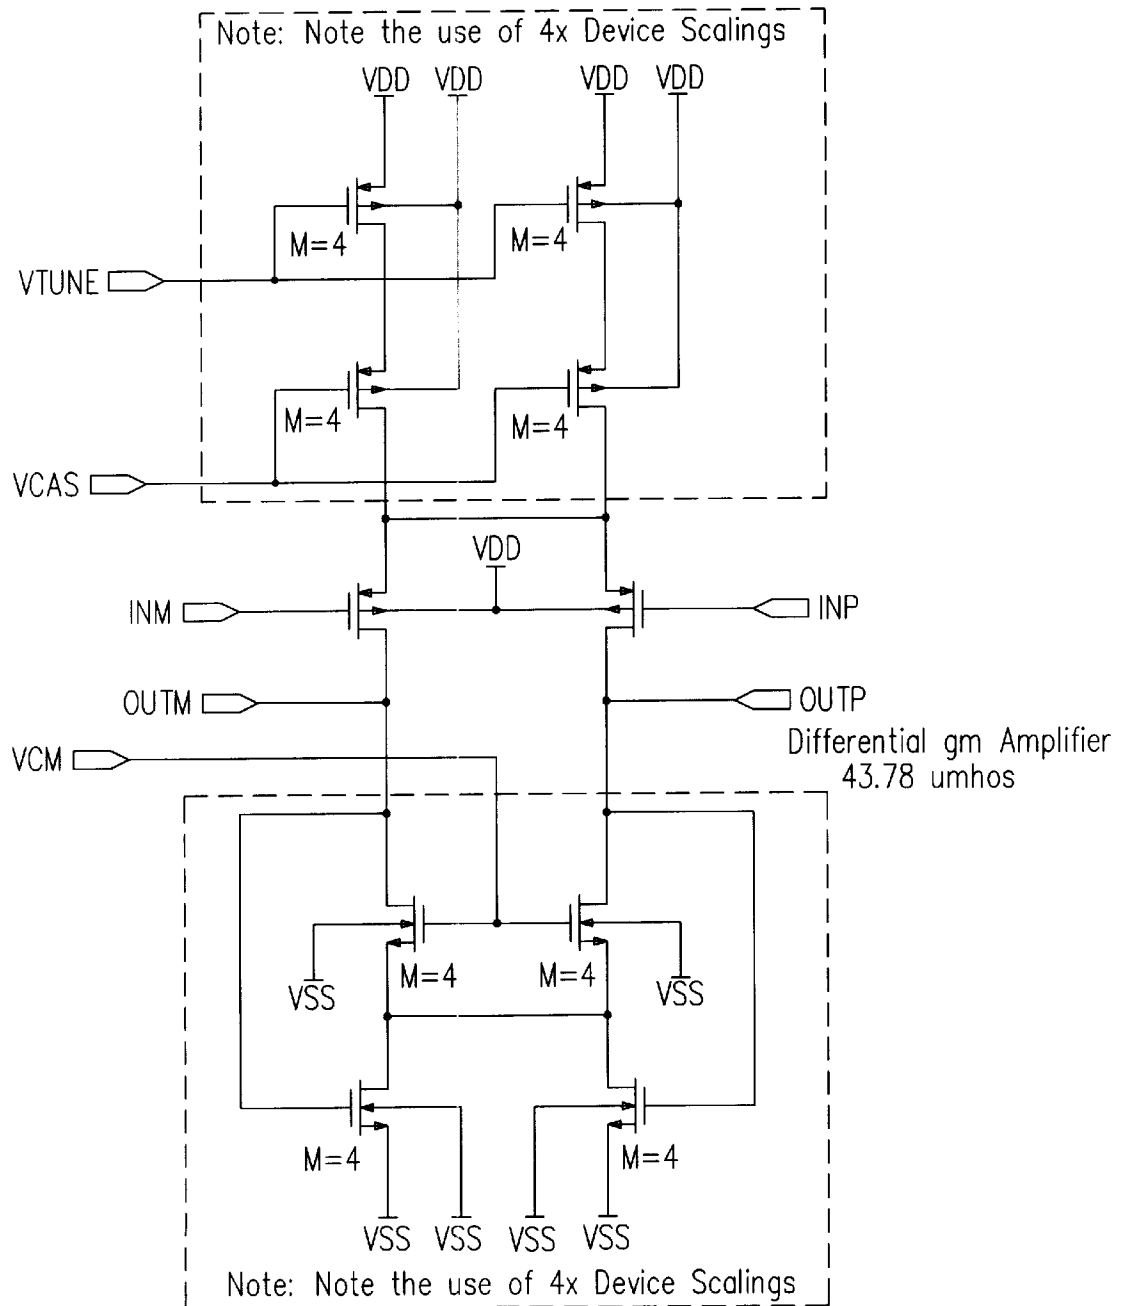 Note: Note the use of 4x Device Scalings
VDD VDD VDD VDD
M=4 M=4
VTUNE
M=4 M=4
VCAS
VDD
INM INP
OUTM OUTP
Differential gm Amplifier
VCM
43.78 umhos
M=4 M=4
VSS VSS
M=4 M=4
VSS VSS VSS VSS
Note: Note the use of 4x Device Scalings